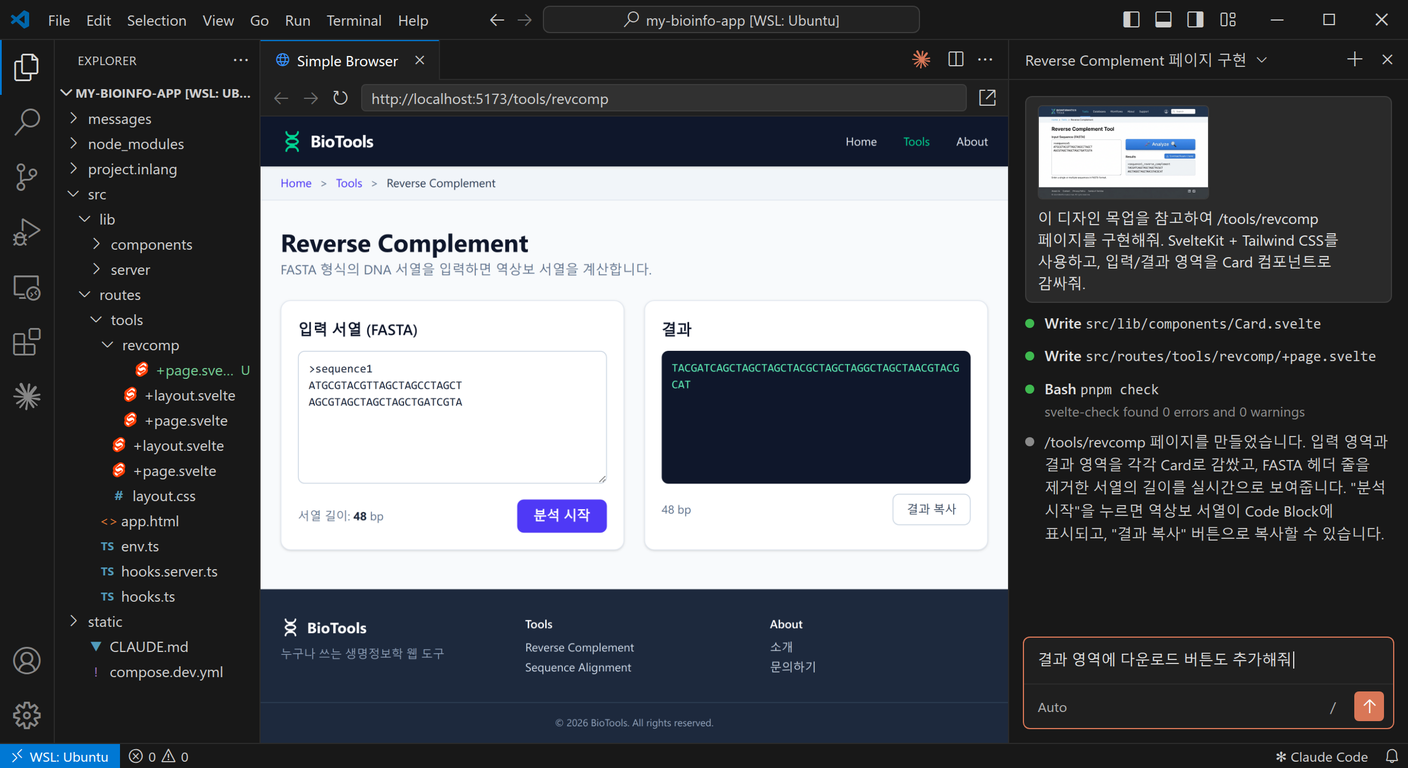 File Edit Selection View Go Run Terminal Help
my-bioinfo-app [WSL: Ubuntu]
EXPLORER
MY-BIOINFO-APP [WSL: UB...
messages
node_modules
project.inlang
src
lib
components
server
routes
tools
revcomp
+page.sve... U
+layout.svelte
+page.svelte
+layout.svelte
+page.svelte
# layout.css
<> app.html
TS env.ts
TS hooks.server.ts
TS hooks.ts
static
CLAUDE.md
! compose.dev.yml
Simple Browser
http://localhost:5173/tools/revcomp
BioTools
Home Tools About
Home > Tools > Reverse Complement
Reverse Complement
FASTA 형식의 DNA 서열을 입력하면 역상보 서열을 계산합니다.
입력 서열 (FASTA)
>sequence1
ATGCGTACGTTAGCTAGCCTAGCT
AGCGTAGCTAGCTAGCTGATCGTA
서열 길이: 48 bp
분석 시작
결과
TACGATCAGCTAGCTAGCTACGCTAGCTAGGCTAGCTAACGTACG
CAT
48 bp
결과 복사
BioTools
누구나 쓰는 생명정보학 웹 도구
Tools
Reverse Complement
Sequence Alignment
About
소개
문의하기
© 2026 BioTools. All rights reserved.
Reverse Complement 페이지 구현
Reverse Complement Tool
Analyze
Results
이 디자인 목업을 참고하여 /tools/revcomp
페이지를 구현해줘. SvelteKit + Tailwind CSS를
사용하고, 입력/결과 영역을 Card 컴포넌트로
감싸줘.
Write src/lib/components/Card.svelte
Write src/routes/tools/revcomp/+page.svelte
Bash pnpm check
svelte-check found 0 errors and 0 warnings
/tools/revcomp 페이지를 만들었습니다. 입력 영역과
결과 영역을 각각 Card로 감쌌고, FASTA 헤더 줄을
제거한 서열의 길이를 실시간으로 보여줍니다. "분석
시작"을 누르면 역상보 서열이 Code Block에
표시되고, "결과 복사" 버튼으로 복사할 수 있습니다.
결과 영역에 다운로드 버튼도 추가해줘
Auto
/
WSL: Ubuntu
0 0
Claude Code